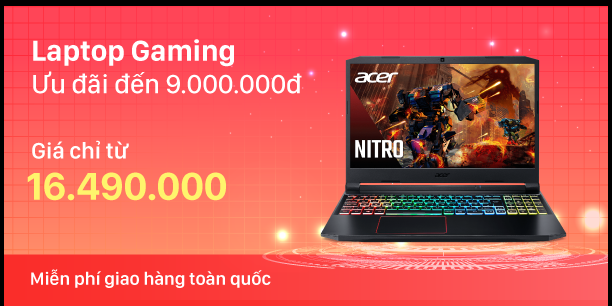 Laptop Gaming
Ưu đãi đến 9.000.000đ
Giá chỉ từ
16.490.000
Miễn phí giao hàng toàn quốc
acer
NITRO
acer